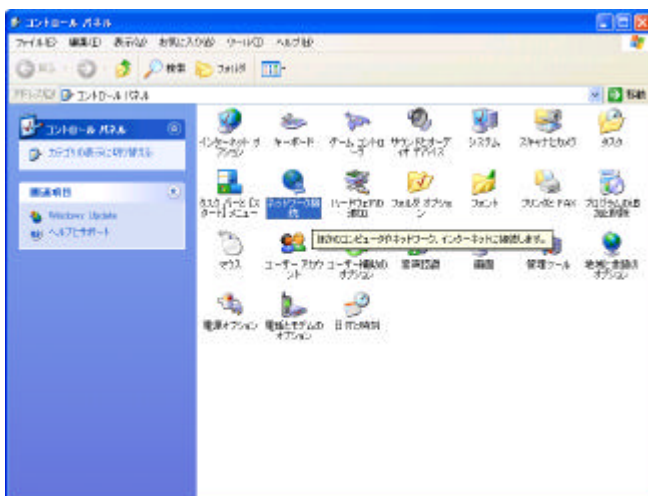 コントロール パネル
ファイル(F) 編集(E) 表示(V) お気に入り(A) ツール(T) ヘルプ(H)
戻る 検索 フォルダ
アドレス(D) コントロール パネル 移動
コントロール パネル
カテゴリの表示に切り替える
関連項目
Windows Update
ヘルプとサポート
インターネット オプション
キーボード
ゲーム コントローラ
サウンドとオーディオ デバイス
システム
スキャナとカメラ
タスク
タスク バーと [スタート] メニュー
ネットワーク接続
ハードウェアの追加
フォルダ オプション
フォント
プリンタと FAX
プログラムの追加と削除
ほかのコンピュータやネットワーク、インターネットに接続します。
マウス
ユーザー アカウント
ユーザー補助のオプション
音声認識
画面
管理ツール
地域と言語のオプション
電源オプション
電話とモデムのオプション
日付と時刻